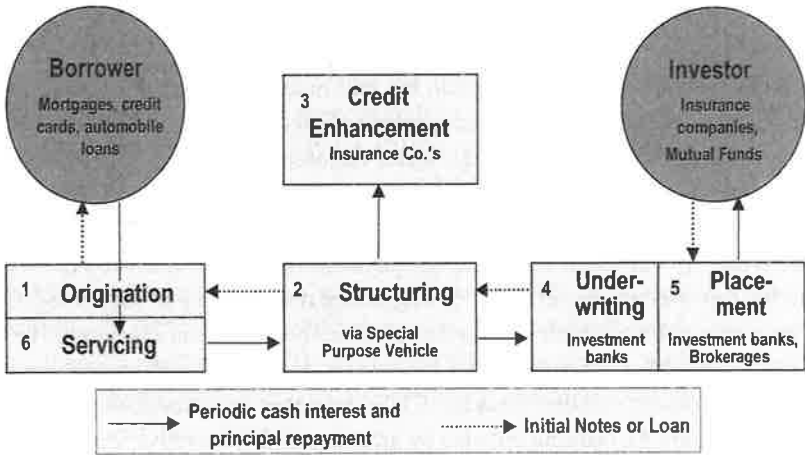 Borrower
Mortgages, credit
cards, automobile
loans
3 Credit
Enhancement
Insurance Co.'s
Investor
Insurance
companies,
Mutual Funds
1 Origination
6 Servicing
2 Structuring
via Special
Purpose Vehicle
4 Under-
writing
Investment
banks
5 Place-
ment
Investment banks,
Brokerages
Periodic cash interest and
principal repayment
Initial Notes or Loan